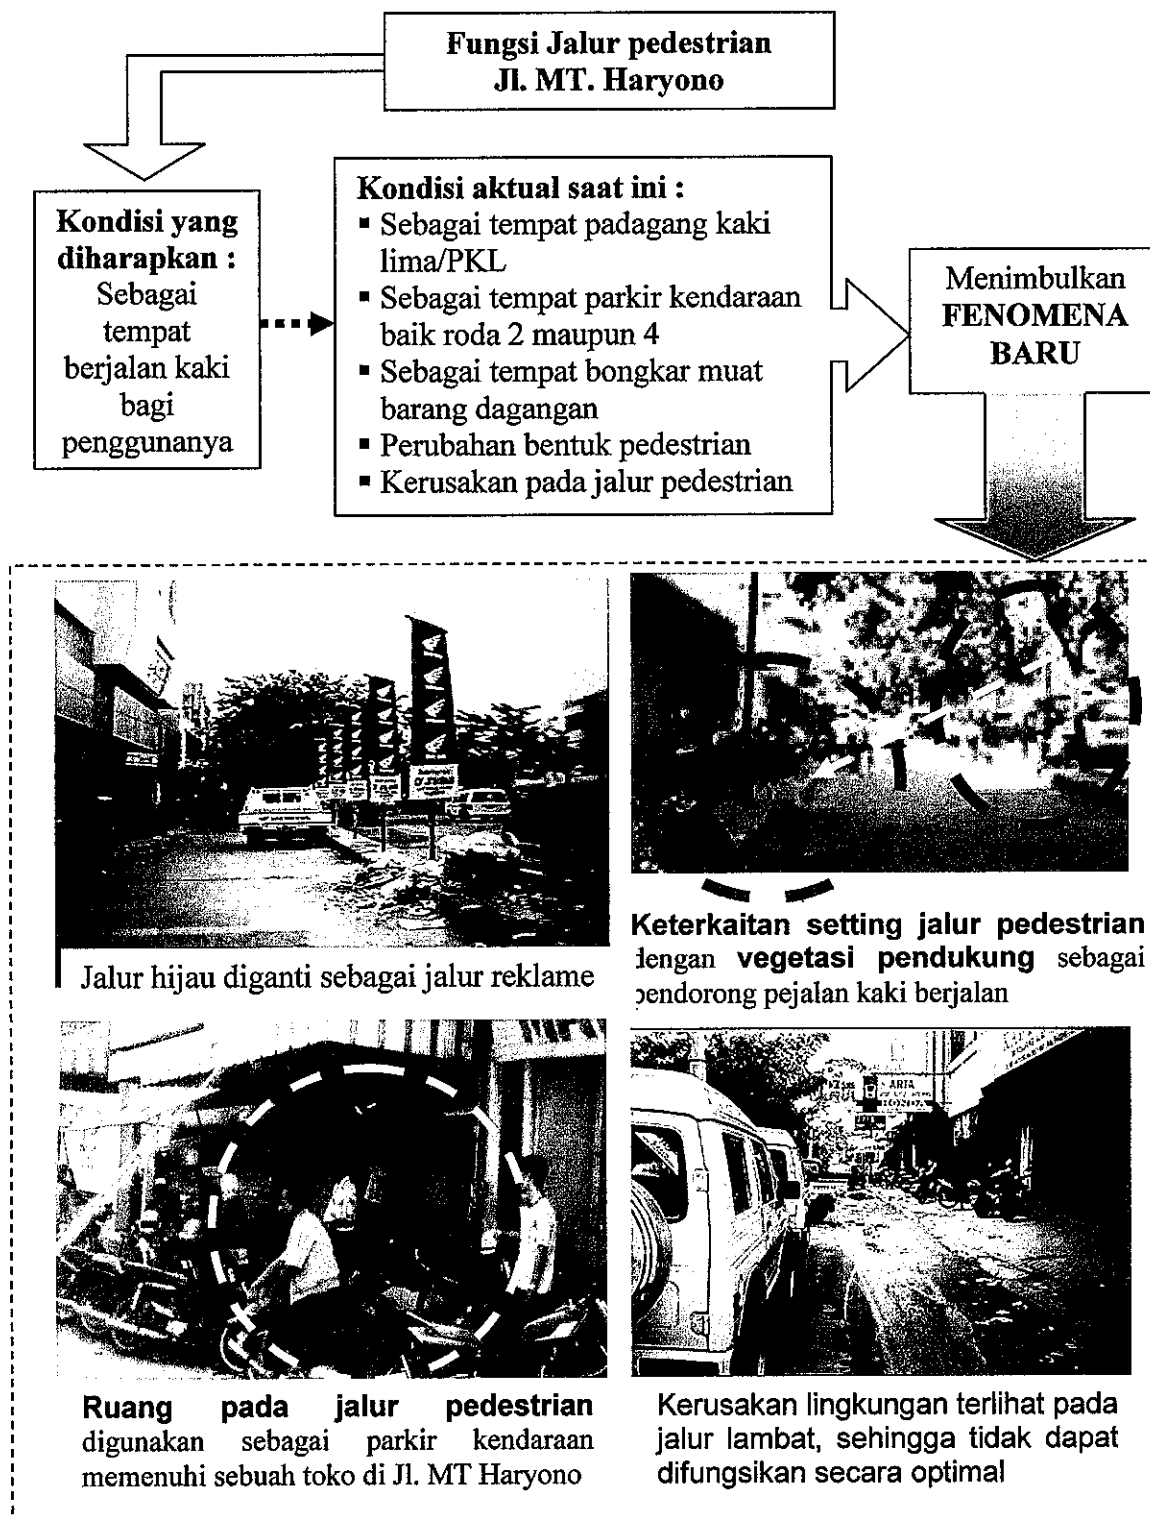 Fungsi Jalur pedestrian
Jl. MT. Haryono
Kondisi yang
diharapkan :
Sebagai
tempat
berjalan kaki
bagi
penggunanya
Kondisi aktual saat ini :
▪ Sebagai tempat padagang kaki
lima/PKL
▪ Sebagai tempat parkir kendaraan
baik roda 2 maupun 4
▪ Sebagai tempat bongkar muat
barang dagangan
▪ Perubahan bentuk pedestrian
▪ Kerusakan pada jalur pedestrian
Menimbulkan
FENOMENA
BARU
Jalur hijau diganti sebagai jalur reklame
Keterkaitan setting jalur pedestrian
dengan vegetasi pendukung sebagai
pendorong pejalan kaki berjalan
ARIA
Ruang pada jalur pedestrian
digunakan sebagai parkir kendaraan
memenuhi sebuah toko di Jl. MT Haryono
Kerusakan lingkungan terlihat pada
jalur lambat, sehingga tidak dapat
difungsikan secara optimal